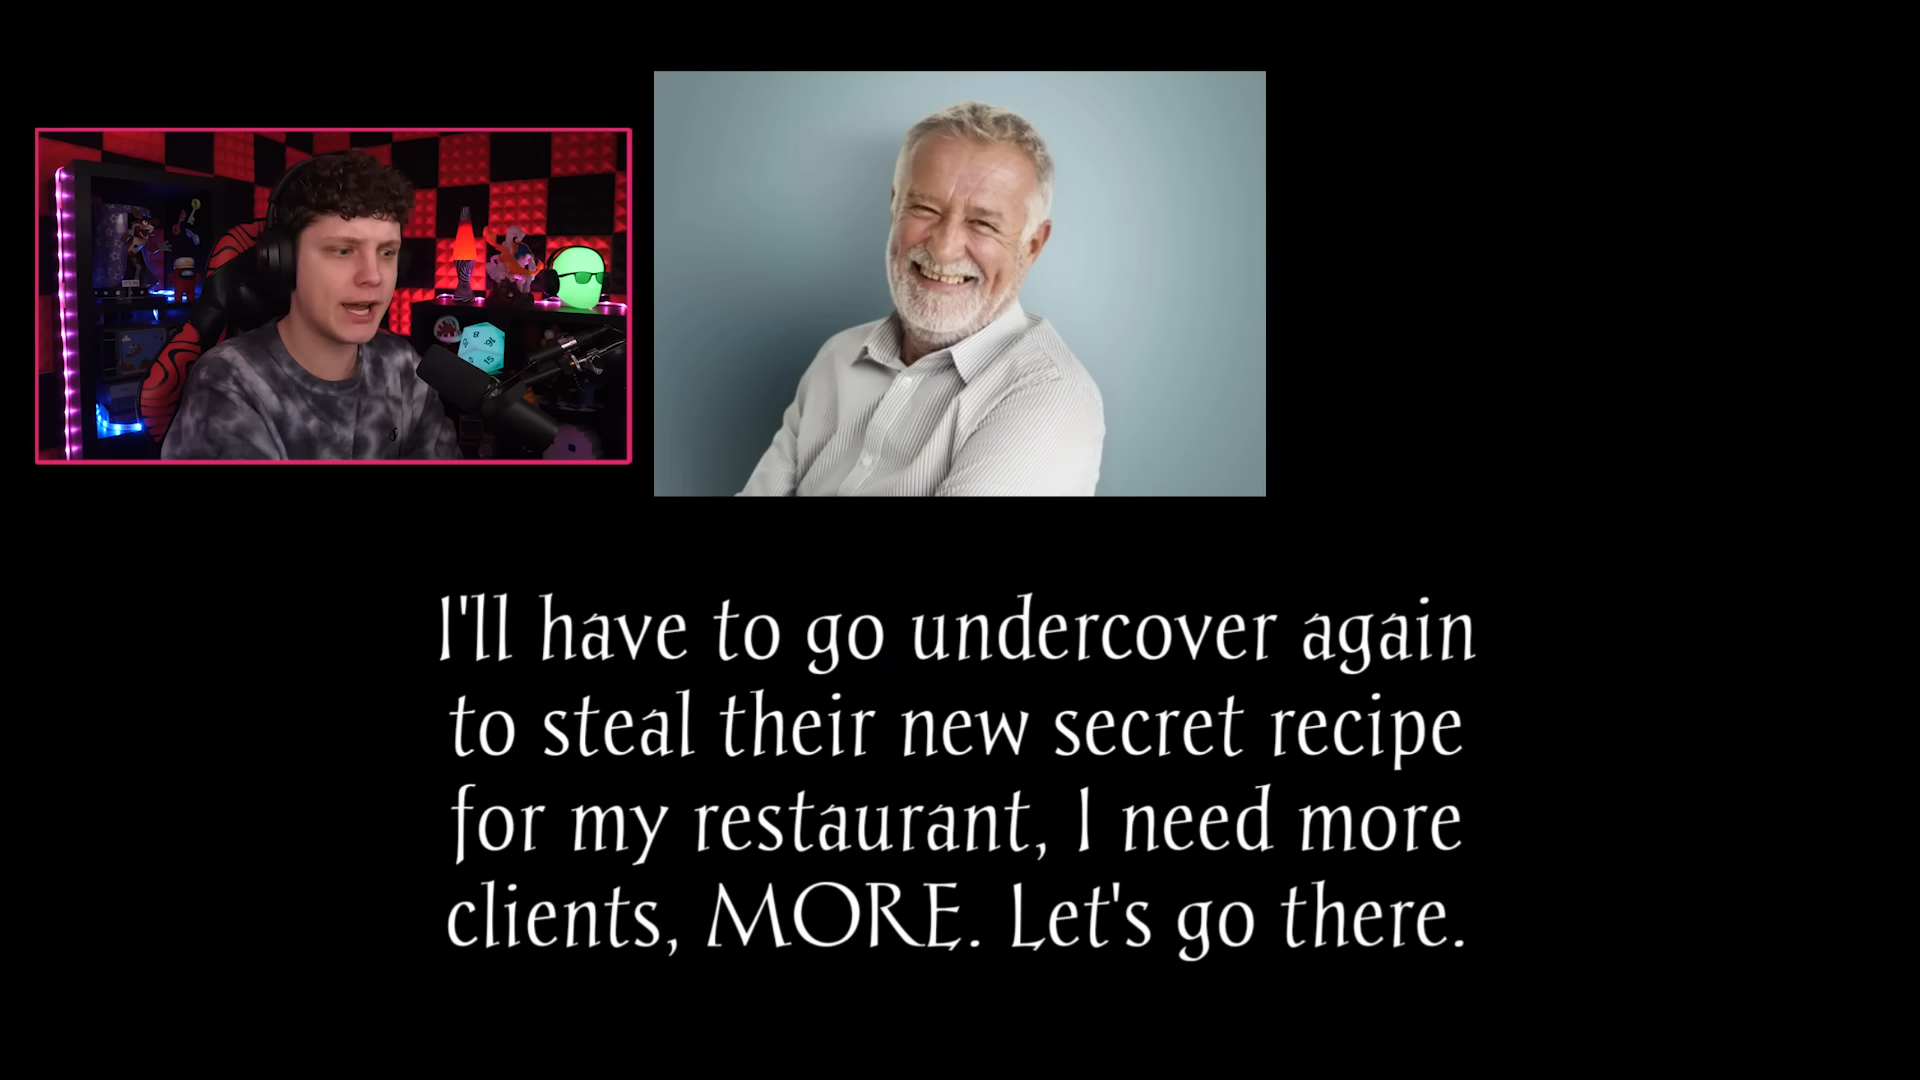 I'll have to go undercover again
to steal their new secret recipe
for my restaurant, I need more
clients, MORE. Let's go there.